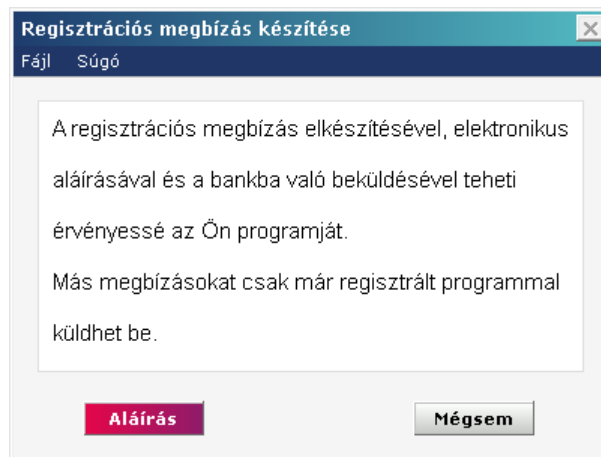 Regisztrációs megbízás készítése
Fájl Súgó
A regisztrációs megbízás elkészítésével, elektronikus
aláírásával és a bankba való beküldésével teheti
érvényessé az Ön programját.
Más megbízásokat csak már regisztrált programmal
küldhet be.
Aláírás Mégsem